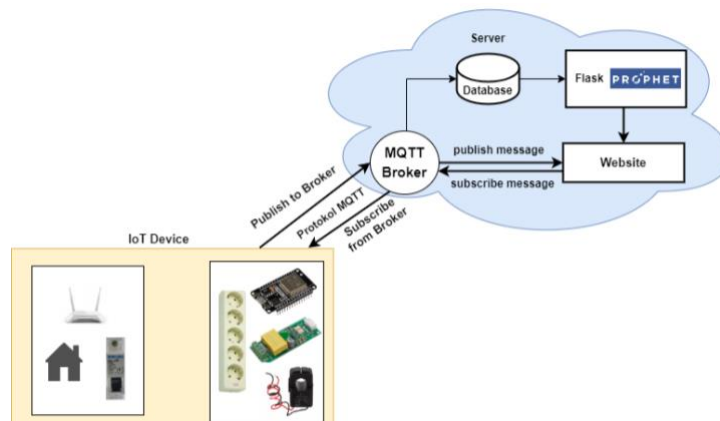 Server
Database
Flask PROPHET
MQTT
Broker
publish message
subscribe message
Website
Publish to Broker
Protokol MQTT
Subscribe
from Broker
IoT Device